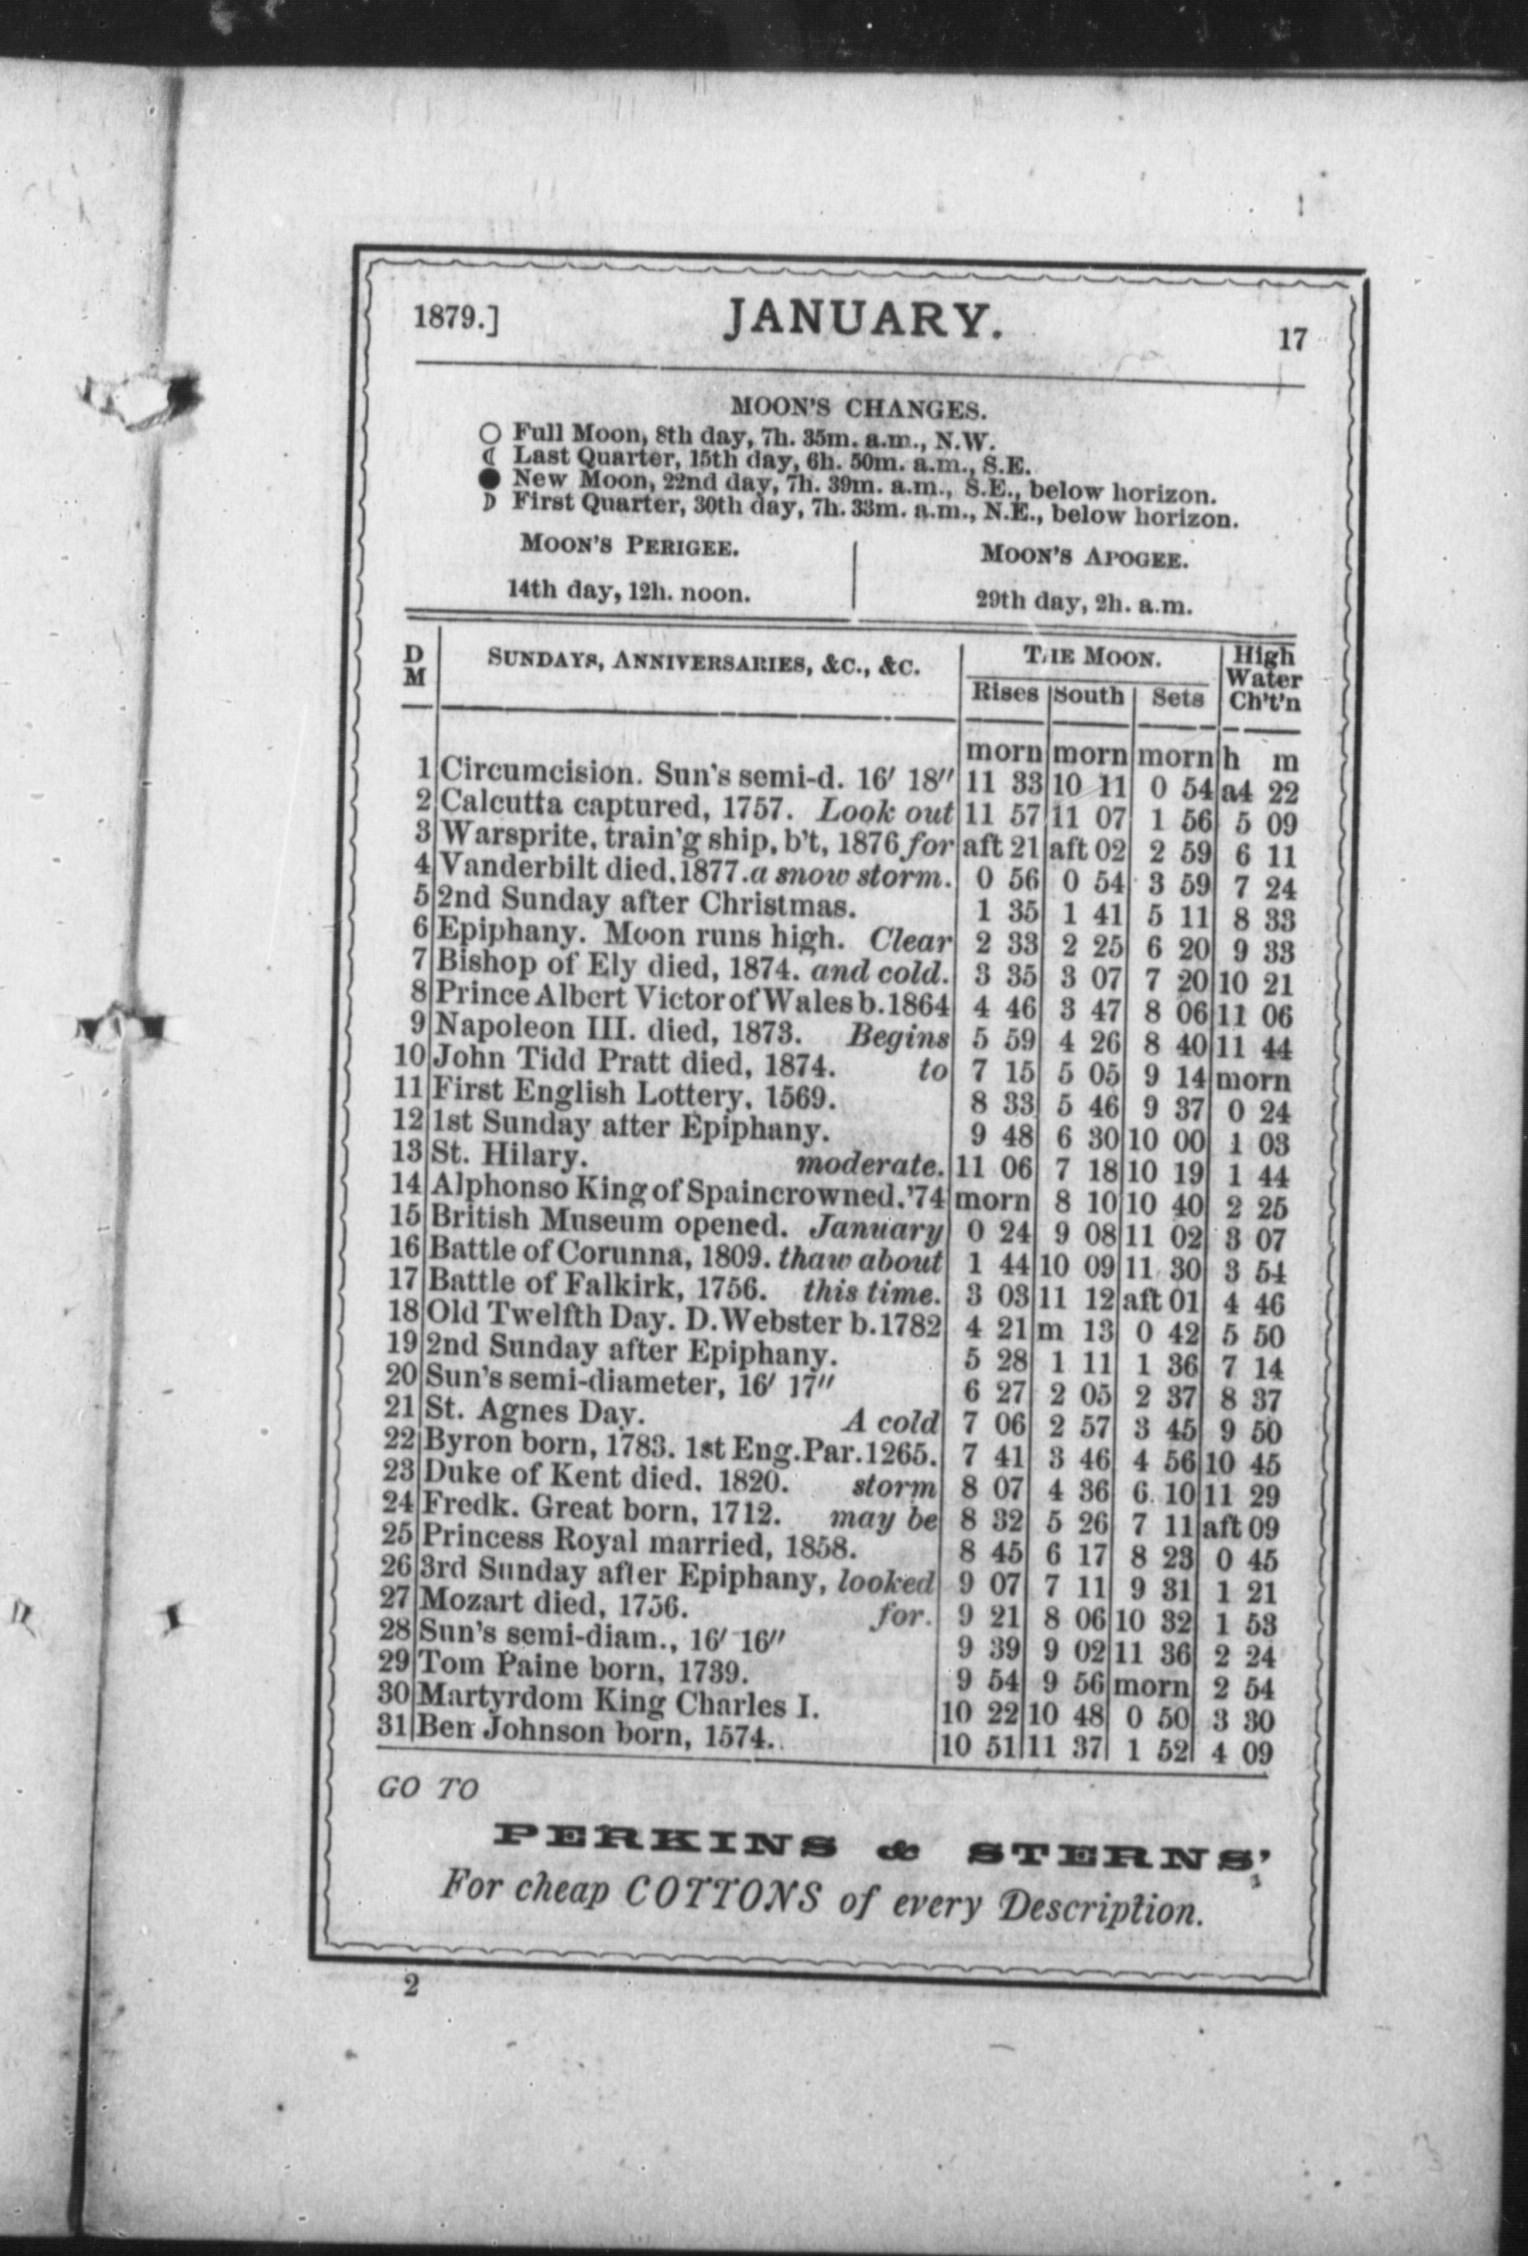 1879.] JANUARY. 17
MOON'S CHANGES.
○ Full Moon, 8th day, 7h. 35m. a.m., N.W.
☾ Last Quarter, 15th day, 6h. 50m. a.m., S.E.
● New Moon, 22nd day, 7h. 39m. a.m., S.E., below horizon.
☽ First Quarter, 30th day, 7h. 33m. a.m., N.E., below horizon.
MOON'S PERIGEE. MOON'S APOGEE.
14th day, 12h. noon. 29th day, 2h. a.m.
D M SUNDAYS, ANNIVERSARIES, &C., &C. THE MOON. High Water Ch't'n
Rises South Sets
morn morn morn h m
1 Circumcision. Sun's semi-d. 16′ 18″ 11 33 10 11 0 54 a4 22
2 Calcutta captured, 1757. Look out 11 57 11 07 1 56 5 09
3 Warsprite, train'g ship, b't, 1876 for aft 21 aft 02 2 59 6 11
4 Vanderbilt died, 1877. a snow storm. 0 56 0 54 3 59 7 24
5 2nd Sunday after Christmas. 1 35 1 41 5 11 8 33
6 Epiphany. Moon runs high. Clear 2 33 2 25 6 20 9 33
7 Bishop of Ely died, 1874. and cold. 3 35 3 07 7 20 10 21
8 Prince Albert Victor of Wales b. 1864 4 46 3 47 8 06 11 06
9 Napoleon III. died, 1873. Begins 5 59 4 26 8 40 11 44
10 John Tidd Pratt died, 1874. to 7 15 5 05 9 14 morn
11 First English Lottery, 1569. 8 33 5 46 9 37 0 24
12 1st Sunday after Epiphany. 9 48 6 30 10 00 1 03
13 St. Hilary. moderate. 11 06 7 18 10 19 1 44
14 Alphonso King of Spain crowned, '74 morn 8 10 10 40 2 25
15 British Museum opened. January 0 24 9 08 11 02 3 07
16 Battle of Corunna, 1809. thaw about 1 44 10 09 11 30 3 54
17 Battle of Falkirk, 1756. this time. 3 03 11 12 aft 01 4 46
18 Old Twelfth Day. D. Webster b. 1782 4 21 m 13 0 42 5 50
19 2nd Sunday after Epiphany. 5 28 1 11 1 36 7 14
20 Sun's semi-diameter, 16′ 17″ 6 27 2 05 2 37 8 37
21 St. Agnes Day. A cold 7 06 2 57 3 45 9 50
22 Byron born, 1783. 1st Eng. Par. 1265. 7 41 3 46 4 56 10 45
23 Duke of Kent died, 1820. storm 8 07 4 36 6 10 11 29
24 Fredk. Great born, 1712. may be 8 32 5 26 7 11 aft 09
25 Princess Royal married, 1858. 8 45 6 17 8 23 0 45
26 3rd Sunday after Epiphany, looked 9 07 7 11 9 31 1 21
27 Mozart died, 1756. for. 9 21 8 06 10 32 1 53
28 Sun's semi-diam., 16′ 16″ 9 39 9 02 11 36 2 24
29 Tom Paine born, 1739. 9 54 9 56 morn 2 54
30 Martyrdom King Charles I. 10 22 10 48 0 50 3 30
31 Ben Johnson born, 1574. 10 51 11 37 1 52 4 09
GO TO
PERKINS & STERNS',
For cheap COTTONS of every Description.
2